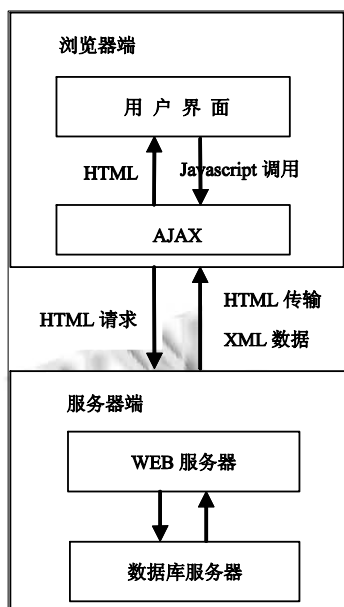 浏览器端
用 户 界 面
HTML
Javascript 调用
AJAX
HTML 请求
HTML 传输
XML 数据
服务器端
WEB 服务器
数据库服务器